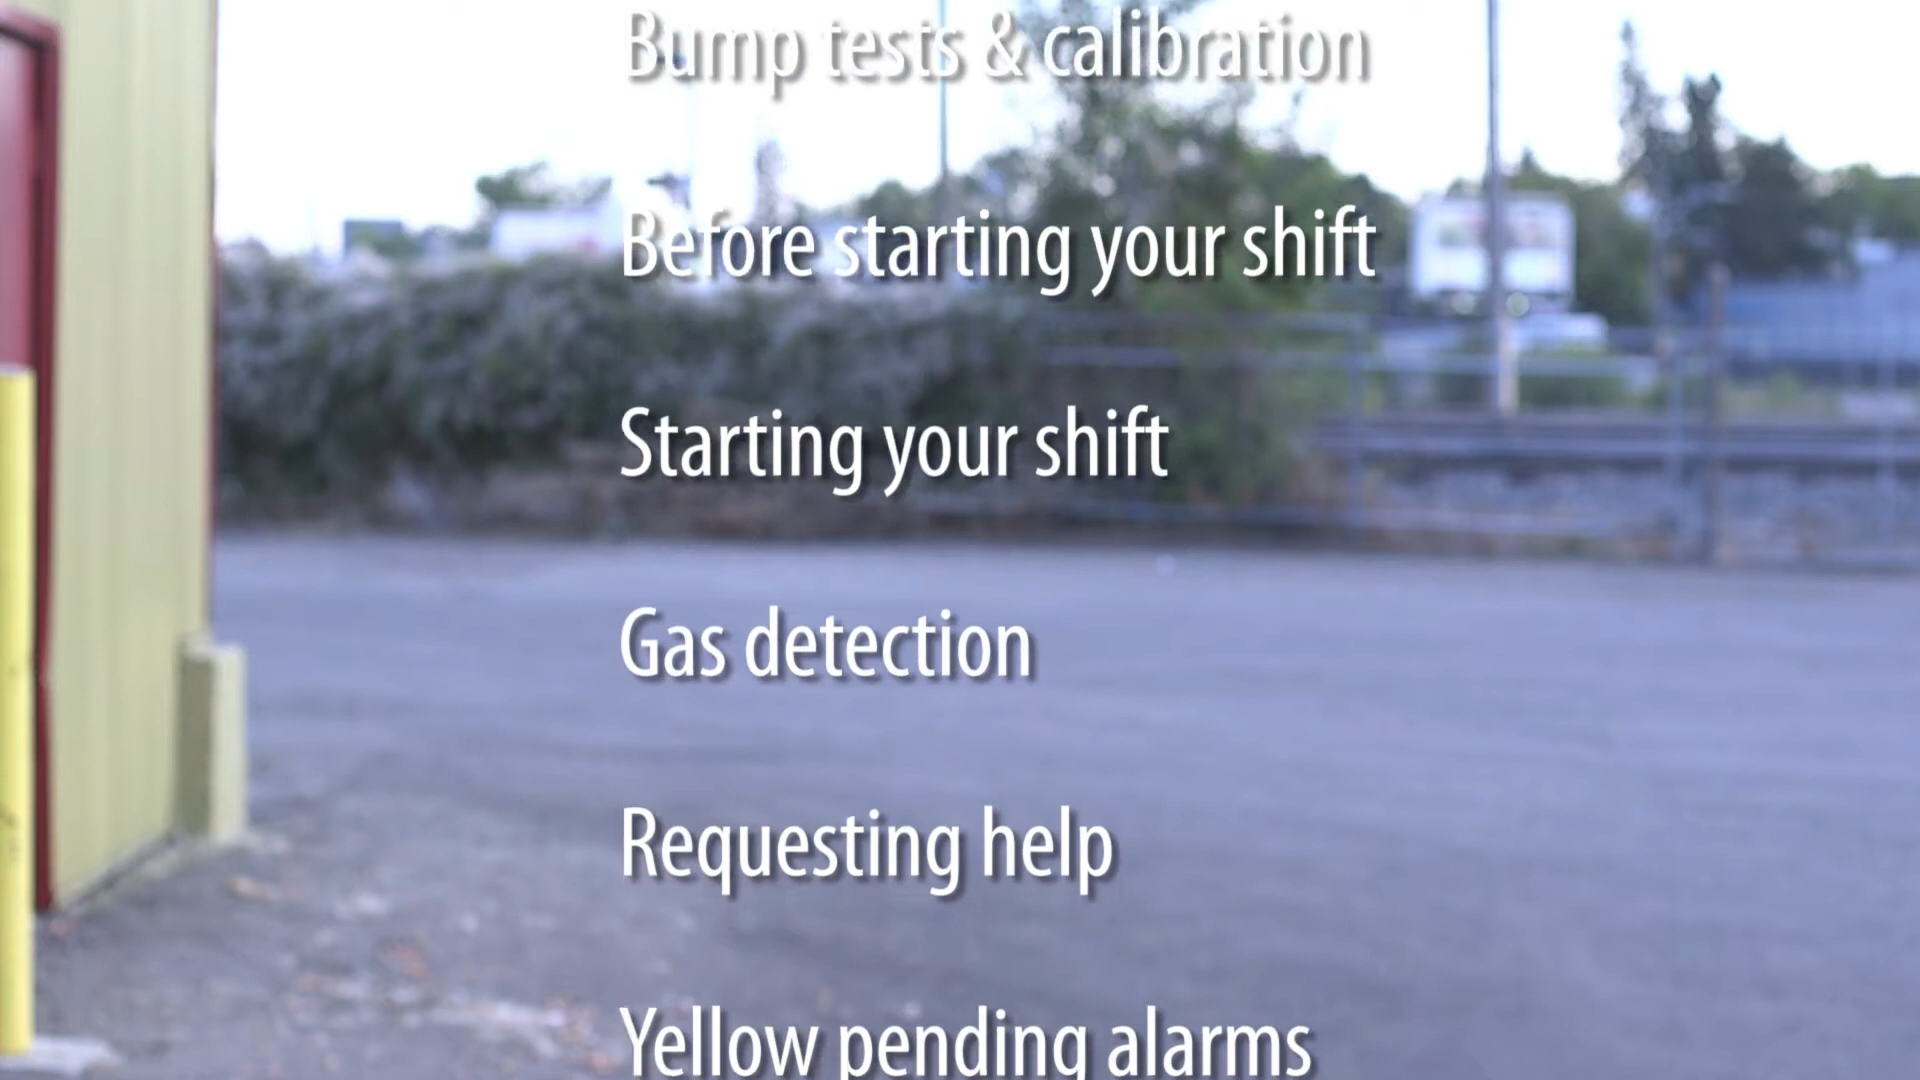 Bump tests & calibration
Before starting your shift
Starting your shift
Gas detection
Requesting help
Yellow pending alarms